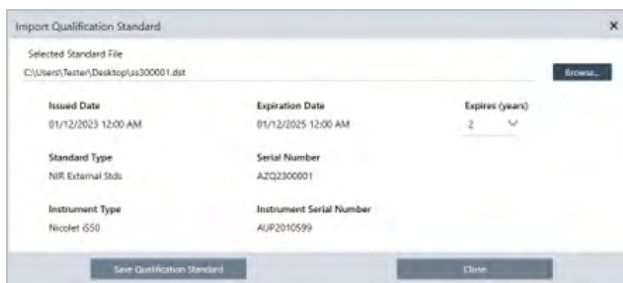 Import Qualification Standard
Selected Standard File
C:\Users\Tester\Desktop\ss300001.dst
Browse...
Issued Date Expiration Date Expires (years)
01/12/2023 12:00 AM 01/12/2025 12:00 AM 2
Standard Type Serial Number
NIR External Stds AZQ2300001
Instrument Type Instrument Serial Number
Nicolet iS50 AUP2010599
Save Qualification Standard Close